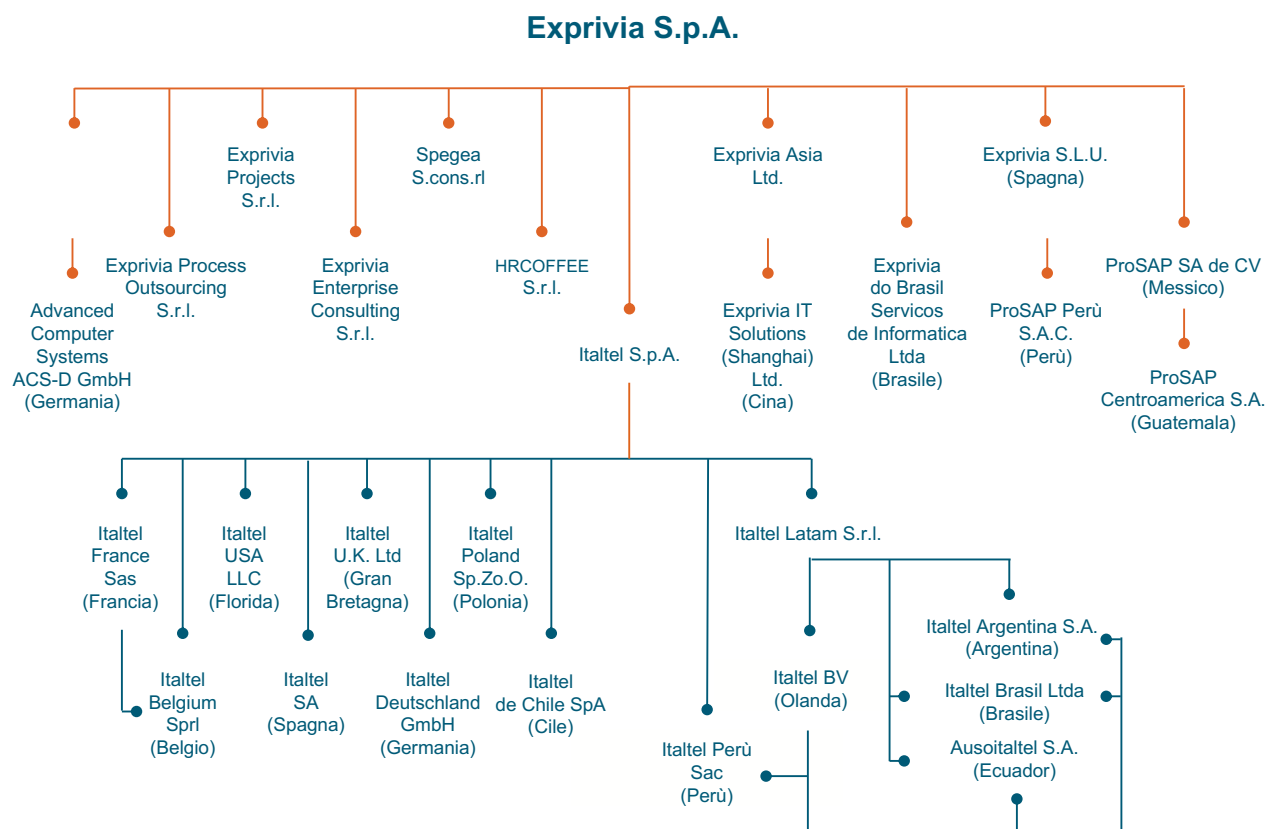 Exprivia S.p.A.
Exprivia
Projects
S.r.l.
Spegea
S.cons.rl
Exprivia Asia
Ltd.
Exprivia S.L.U.
(Spagna)
Advanced
Computer
Systems
ACS-D GmbH
(Germania)
Exprivia Process
Outsourcing
S.r.l.
Exprivia
Enterprise
Consulting
S.r.l.
HRCOFFEE
S.r.l.
Italtel S.p.A.
Exprivia IT
Solutions
(Shanghai)
Ltd.
(Cina)
Exprivia
do Brasil
Servicos
de Informatica
Ltda
(Brasile)
ProSAP Perù
S.A.C.
(Perù)
ProSAP SA de CV
(Messico)
ProSAP
Centroamerica S.A.
(Guatemala)
Italtel
France
Sas
(Francia)
Italtel
USA
LLC
(Florida)
Italtel
U.K. Ltd
(Gran
Bretagna)
Italtel
Poland
Sp.Zo.O.
(Polonia)
Italtel Latam S.r.l.
Italtel
Belgium
Sprl
(Belgio)
Italtel
SA
(Spagna)
Italtel
Deutschland
GmbH
(Germania)
Italtel
de Chile SpA
(Cile)
Italtel Perù
Sac
(Perù)
Italtel BV
(Olanda)
Italtel Argentina S.A.
(Argentina)
Italtel Brasil Ltda
(Brasile)
Ausoitaltel S.A.
(Ecuador)